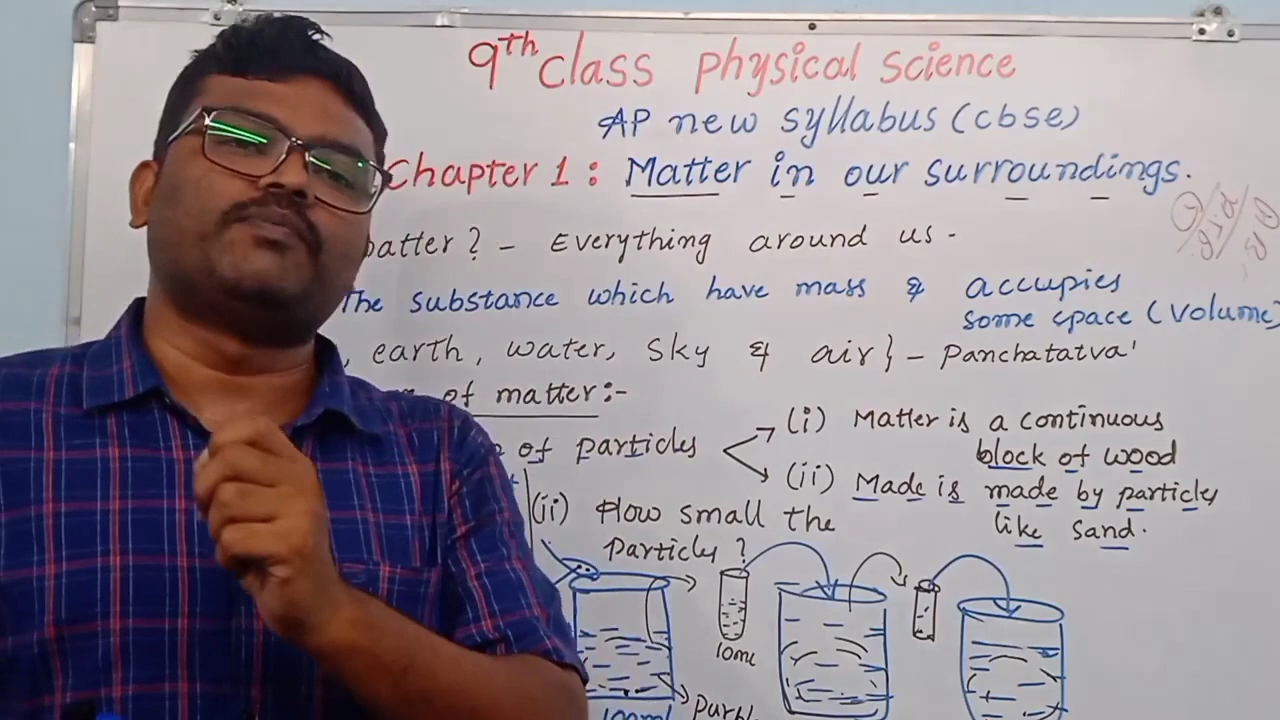 9th class physical science
AP new syllabus (cbse)
Chapter 1 : Matter in our surroundings.
matter? - Everything around us -
The substance which have mass & accupies
some space (volume)
, earth, water, sky & air} - Panchatatva'
of matter :-
of particles
(i) Matter is a continuous
block of wood
(ii) Made is made by particles
like sand.
(ii) How small the
particles ?
10ml
100ml